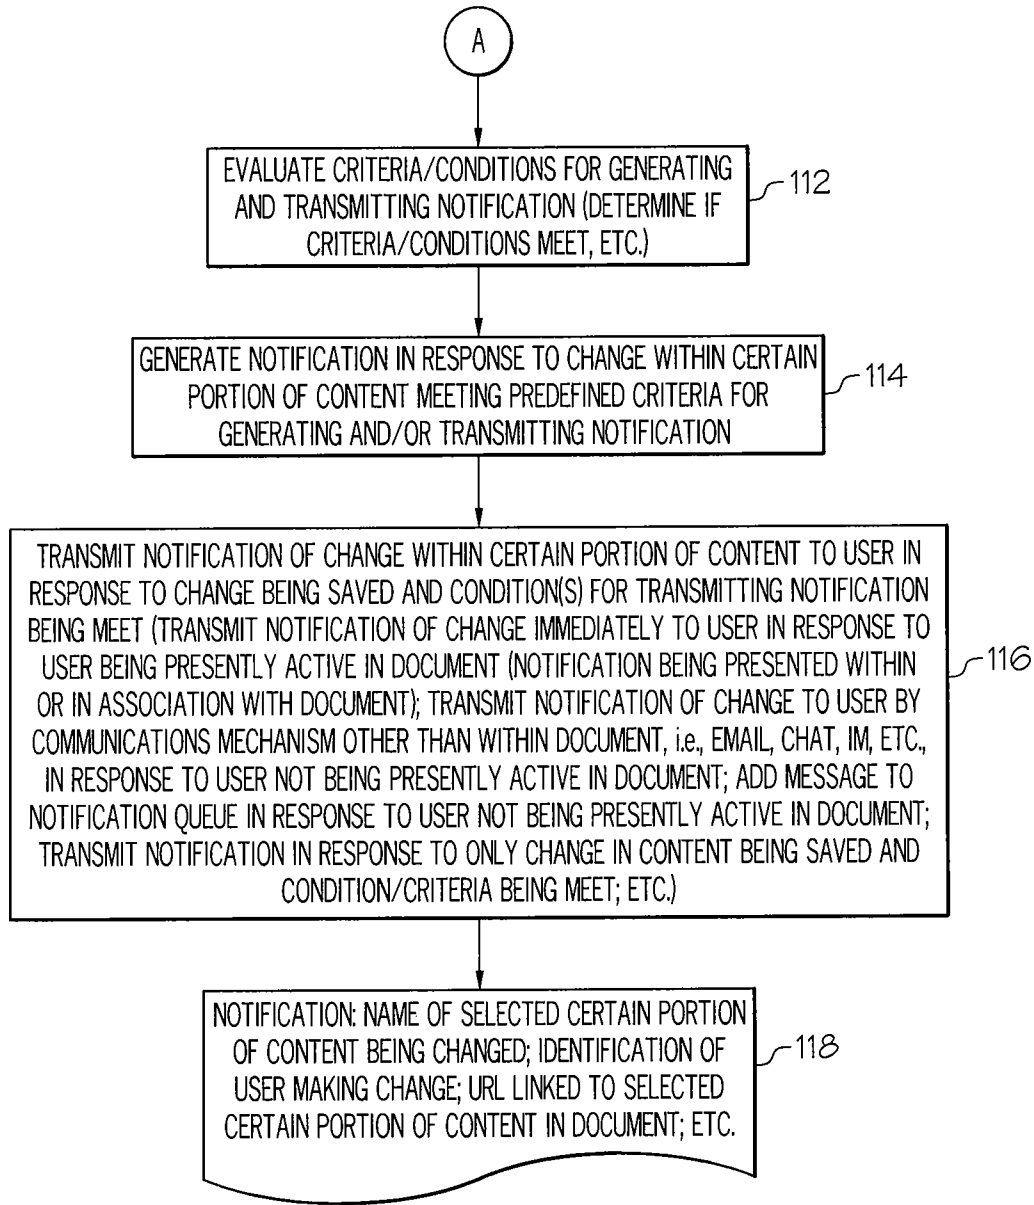 A
EVALUATE CRITERIA/CONDITIONS FOR GENERATING
AND TRANSMITTING NOTIFICATION (DETERMINE IF
CRITERIA/CONDITIONS MEET, ETC.)
112
GENERATE NOTIFICATION IN RESPONSE TO CHANGE WITHIN CERTAIN
PORTION OF CONTENT MEETING PREDEFINED CRITERIA FOR
GENERATING AND/OR TRANSMITTING NOTIFICATION
114
TRANSMIT NOTIFICATION OF CHANGE WITHIN CERTAIN PORTION OF CONTENT TO USER IN
RESPONSE TO CHANGE BEING SAVED AND CONDITION(S) FOR TRANSMITTING NOTIFICATION
BEING MEET (TRANSMIT NOTIFICATION OF CHANGE IMMEDIATELY TO USER IN RESPONSE TO
USER BEING PRESENTLY ACTIVE IN DOCUMENT (NOTIFICATION BEING PRESENTED WITHIN
OR IN ASSOCIATION WITH DOCUMENT); TRANSMIT NOTIFICATION OF CHANGE TO USER BY
COMMUNICATIONS MECHANISM OTHER THAN WITHIN DOCUMENT, i.e., EMAIL, CHAT, IM, ETC.,
IN RESPONSE TO USER NOT BEING PRESENTLY ACTIVE IN DOCUMENT; ADD MESSAGE TO
NOTIFICATION QUEUE IN RESPONSE TO USER NOT BEING PRESENTLY ACTIVE IN DOCUMENT;
TRANSMIT NOTIFICATION IN RESPONSE TO ONLY CHANGE IN CONTENT BEING SAVED AND
CONDITION/CRITERIA BEING MEET; ETC.)
116
NOTIFICATION: NAME OF SELECTED CERTAIN PORTION
OF CONTENT BEING CHANGED; IDENTIFICATION OF
USER MAKING CHANGE; URL LINKED TO SELECTED
CERTAIN PORTION OF CONTENT IN DOCUMENT; ETC.
118